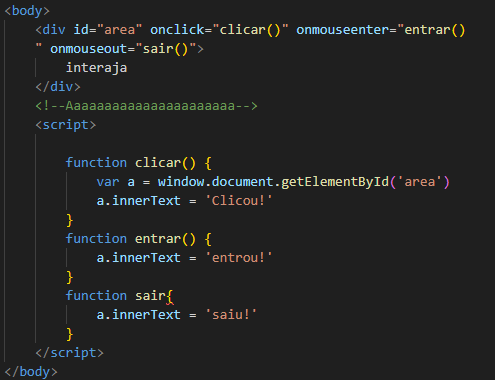 <body>
<div id="area" onclick="clicar()" onmouseenter="entrar()
" onmouseout="sair()">
interaja
</div>
<!--Aaaaaaaaaaaaaaaaaaaaaa-->
<script>
function clicar() {
var a = window.document.getElementById('area')
a.innerText = 'Clicou!'
}
function entrar() {
a.innerText = 'entrou!'
}
function sair{
a.innerText = 'saiu!'
}
</script>
</body>